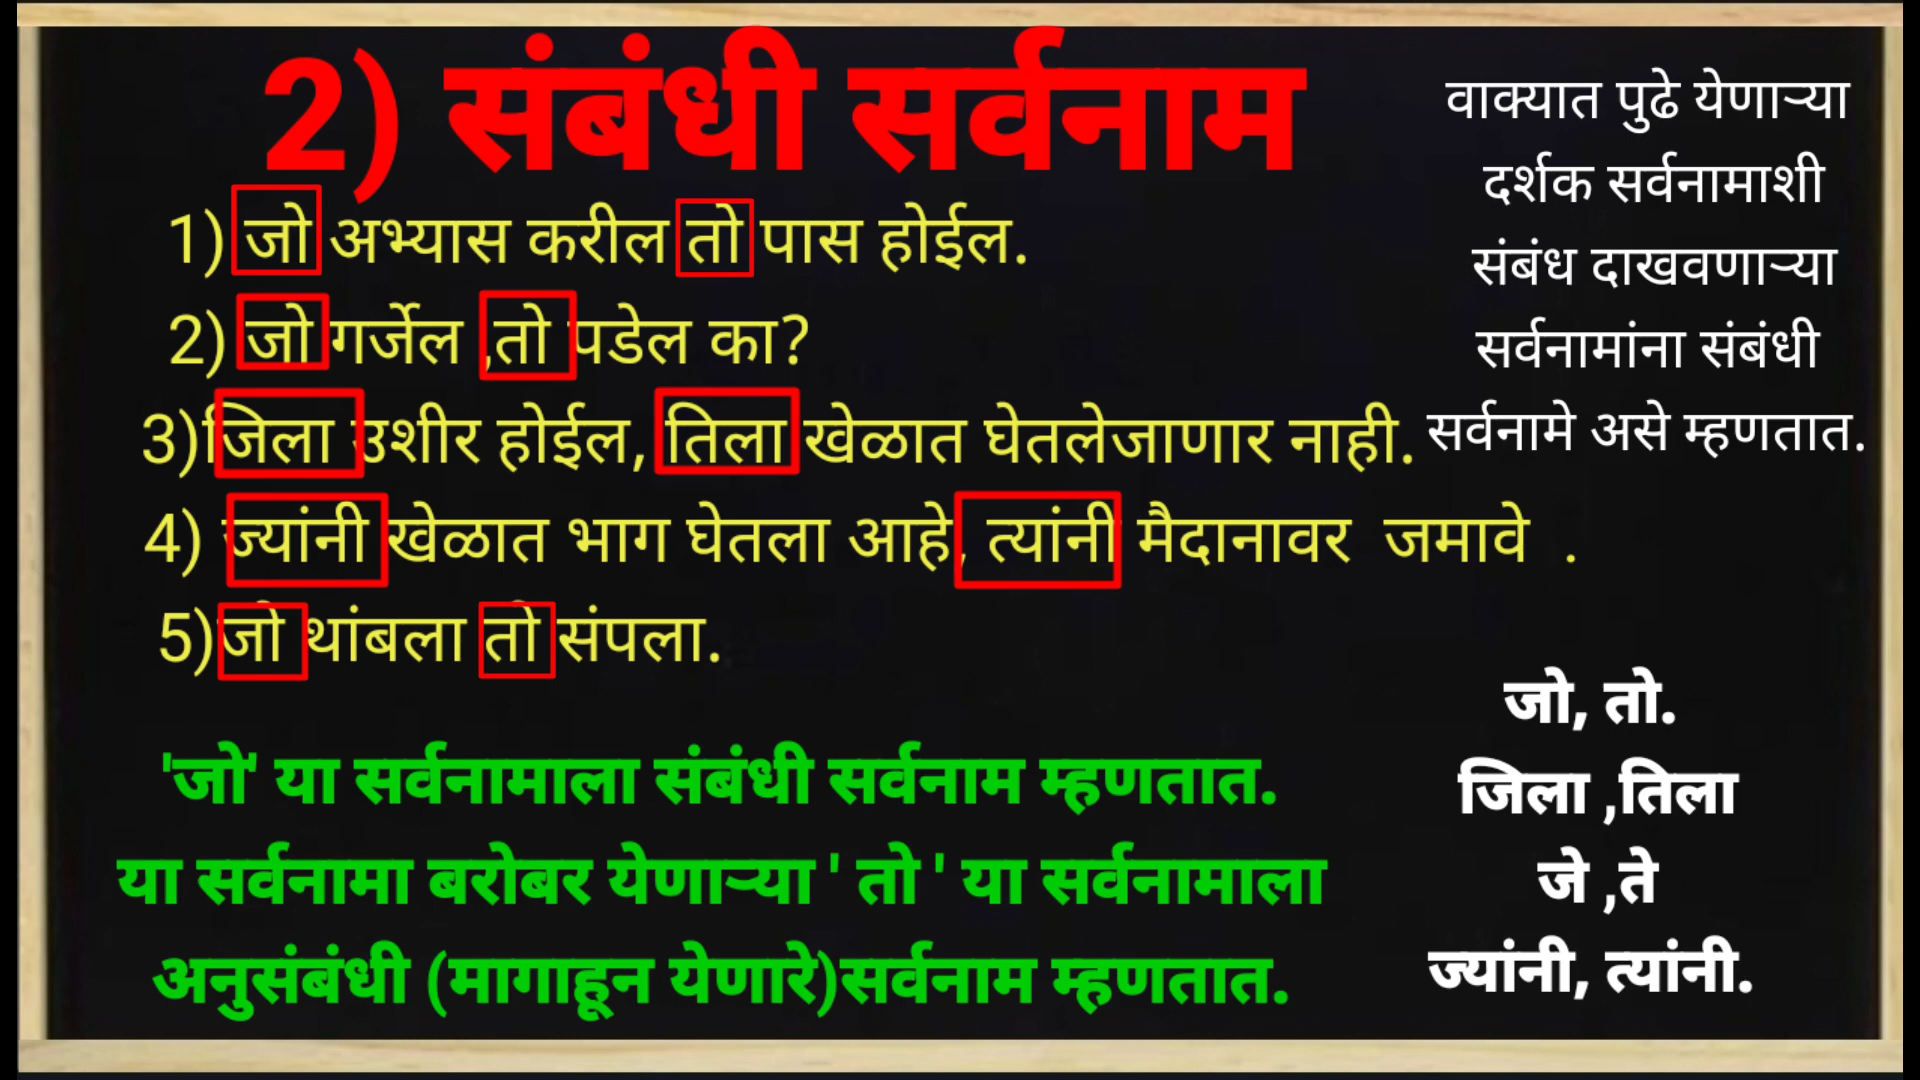 2) संबंधी सर्वनाम
1) जो अभ्यास करील तो पास होईल.
2) जो गर्जेल ,तो पडेल का?
3)जिला उशीर होईल, तिला खेळात घेतलेजाणार नाही.
4) ज्यांनी खेळात भाग घेतला आहे, त्यांनी मैदानावर जमावे .
5)जो थांबला तो संपला.
'जो' या सर्वनामाला संबंधी सर्वनाम म्हणतात.
या सर्वनामा बरोबर येणाऱ्या ' तो ' या सर्वनामाला
अनुसंबंधी (मागाहून येणारे)सर्वनाम म्हणतात.
वाक्यात पुढे येणाऱ्या
दर्शक सर्वनामाशी
संबंध दाखवणाऱ्या
सर्वनामांना संबंधी
सर्वनामे असे म्हणतात.
जो, तो.
जिला ,तिला
जे ,ते
ज्यांनी, त्यांनी.